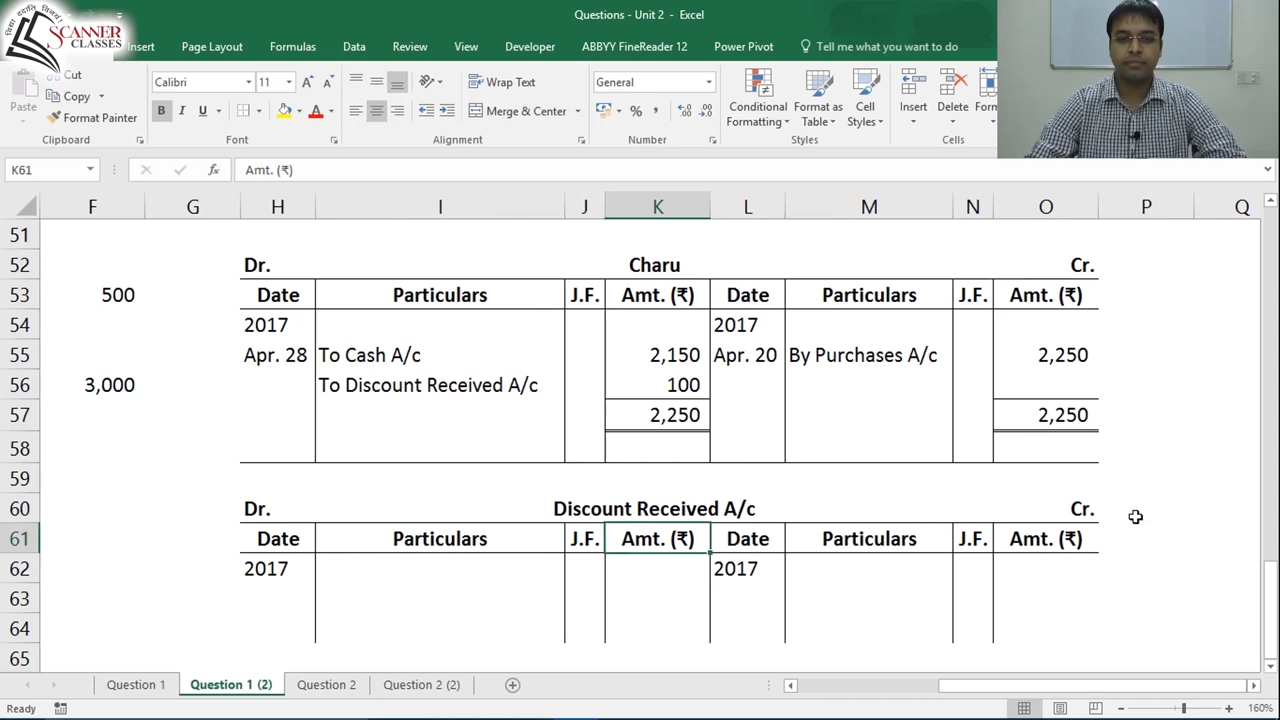 विद्या ददाति विनयं
SCANNER
CLASSES
Questions - Unit 2 - Excel
Insert Page Layout Formulas Data Review View Developer ABBYY FineReader 12 Power Pivot Tell me what you want to do
Paste
Cut
Copy
Format Painter
Calibri 11
B I U
Wrap Text
Merge & Center
General
% ,
Conditional Formatting
Format as Table
Cell Styles
Insert
Delete
Clipboard Font Alignment Number Styles Cells
K61 fx Amt. (₹)
F G H I J K L M N O P Q
51
52 Dr. Charu Cr.
53 500 Date Particulars J.F. Amt. (₹) Date Particulars J.F. Amt. (₹)
54 2017 2017
55 Apr. 28 To Cash A/c 2,150 Apr. 20 By Purchases A/c 2,250
56 3,000 To Discount Received A/c 100
57 2,250 2,250
58
59
60 Dr. Discount Received A/c Cr.
61 Date Particulars J.F. Amt. (₹) Date Particulars J.F. Amt. (₹)
62 2017 2017
63
64
65
Question 1 Question 1 (2) Question 2 Question 2 (2)
Ready 160%